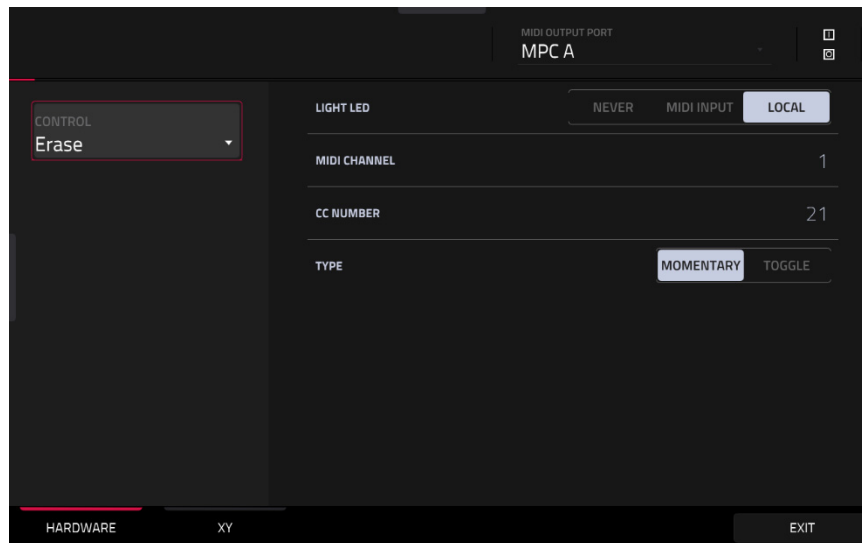 MIDI OUTPUT PORT
MPC A
CONTROL
Erase
LIGHT LED
NEVER MIDI INPUT LOCAL
MIDI CHANNEL
1
CC NUMBER
21
TYPE
MOMENTARY TOGGLE
HARDWARE XY EXIT